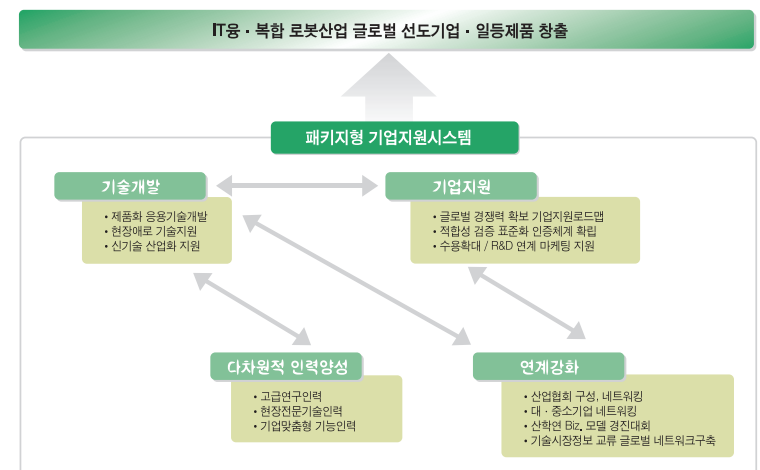 IT융·복합 로봇산업 글로벌 선도기업·일등제품 창출
패키지형 기업지원시스템
기술개발
• 제품화 응용기술개발
• 현장애로 기술지원
• 신기술 산업화 지원
기업지원
• 글로벌 경쟁력 확보 기업지원로드맵
• 적합성 검증 표준화 인증체계 확립
• 수용확대 / R&D 연계 마케팅 지원
다차원적 인력양성
• 고급연구인력
• 현장전문기술인력
• 기업맞춤형 기능인력
연계강화
• 산업협회 구성, 네트워킹
• 대·중소기업 네트워킹
• 산학연 Biz. 모델 경진대회
• 기술시장정보 교류 글로벌 네트워크구축